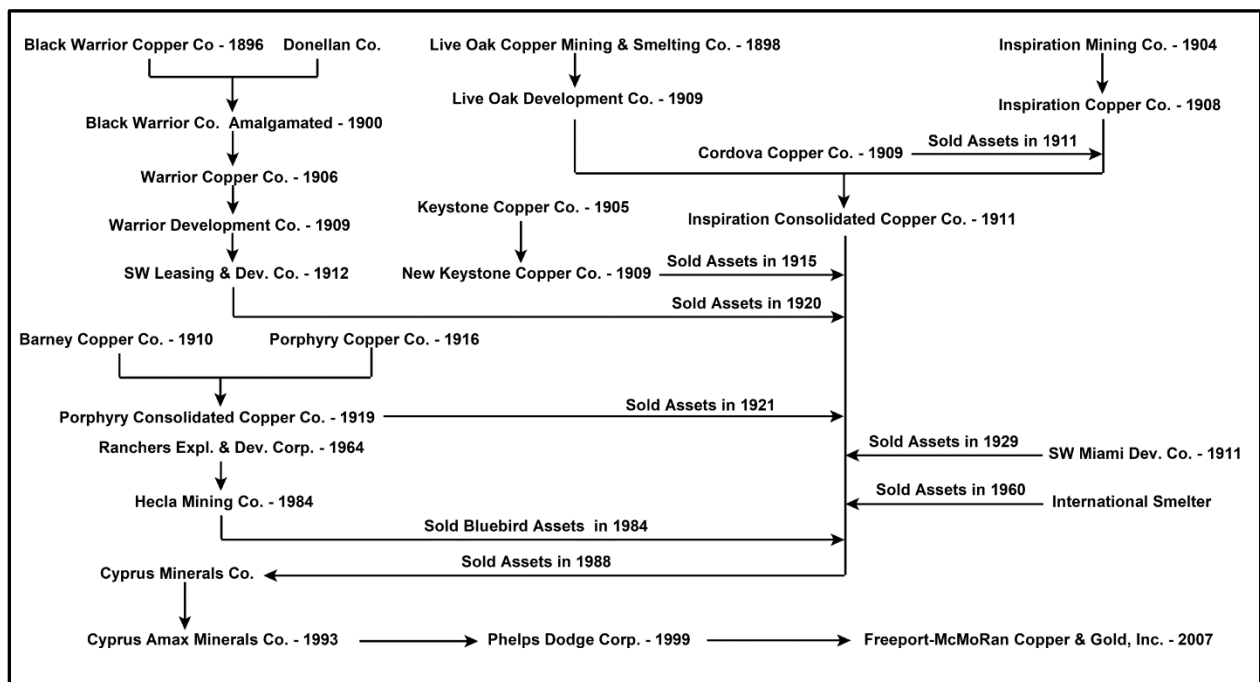 Black Warrior Copper Co - 1896
Donellan Co.
Live Oak Copper Mining & Smelting Co. - 1898
Inspiration Mining Co. - 1904
Live Oak Development Co. - 1909
Inspiration Copper Co. - 1908
Black Warrior Co. Amalgamated - 1900
Sold Assets in 1911
Cordova Copper Co. - 1909
Warrior Copper Co. - 1906
Keystone Copper Co. - 1905
Warrior Development Co. - 1909
Inspiration Consolidated Copper Co. - 1911
Sold Assets in 1915
SW Leasing & Dev. Co. - 1912
New Keystone Copper Co. - 1909
Sold Assets in 1920
Barney Copper Co. - 1910
Porphyry Copper Co. - 1916
Sold Assets in 1921
Porphyry Consolidated Copper Co. - 1919
Sold Assets in 1929
Ranchers Expl. & Dev. Corp. - 1964
SW Miami Dev. Co. - 1911
Sold Assets in 1960
Hecla Mining Co. - 1984
International Smelter
Sold Bluebird Assets in 1984
Sold Assets in 1988
Cyprus Minerals Co.
Cyprus Amax Minerals Co. - 1993
Phelps Dodge Corp. - 1999
Freeport-McMoRan Copper & Gold, Inc. - 2007